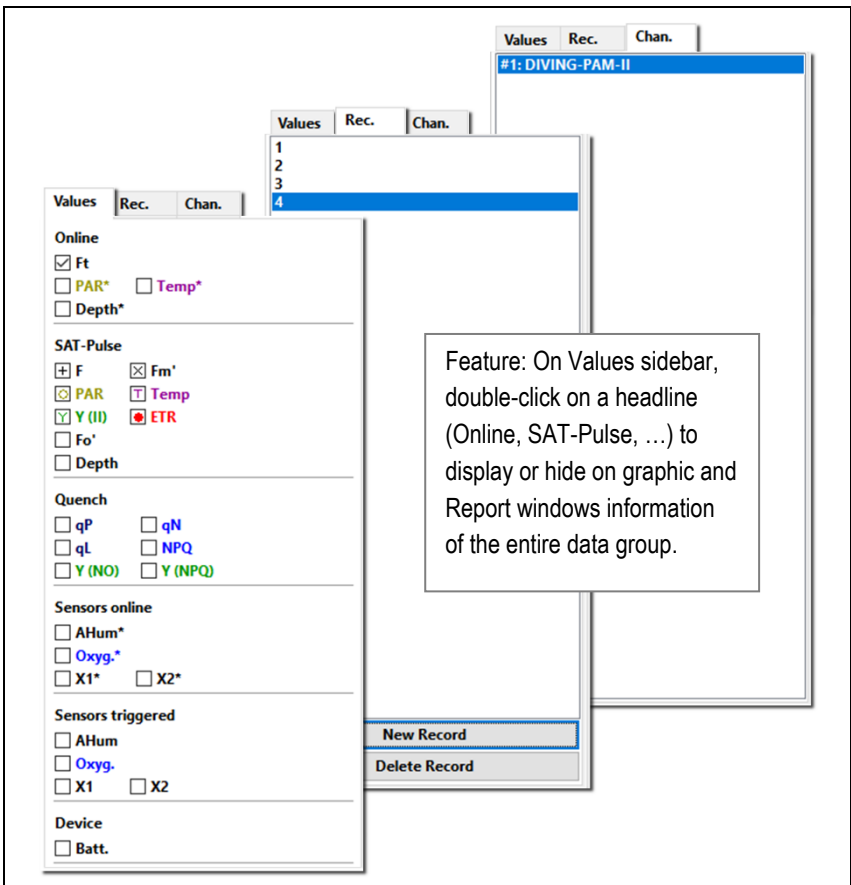 Values Rec. Chan.
#1: DIVING-PAM-II
Values Rec. Chan.
1
2
3
4
New Record
Delete Record
Values Rec. Chan.
Online
Ft
PAR* Temp*
Depth*
SAT-Pulse
F Fm'
PAR Temp
Y (II) ETR
Fo'
Depth
Quench
qP qN
qL NPQ
Y (NO) Y (NPQ)
Sensors online
AHum*
Oxyg.*
X1* X2*
Sensors triggered
AHum
Oxyg.
X1 X2
Device
Batt.
Feature: On Values sidebar,
double-click on a headline
(Online, SAT-Pulse, …) to
display or hide on graphic and
Report windows information
of the entire data group.